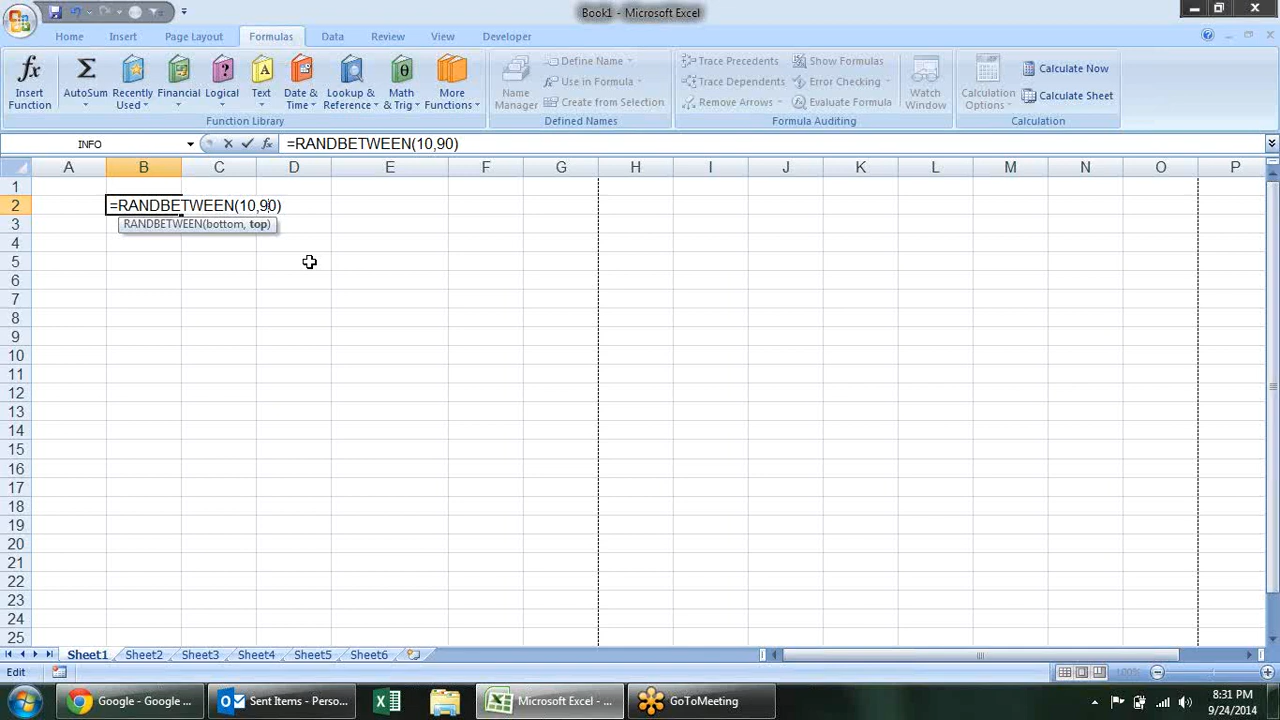 Book1 - Microsoft Excel
Home Insert Page Layout Formulas Data Review View Developer
fx Σ A θ
Insert Function
AutoSum
Recently Used
Financial
Logical
Text
Date & Time
Lookup & Reference
Math & Trig
More Functions
Function Library
Name Manager
Define Name
Use in Formula
Create from Selection
Defined Names
Trace Precedents
Trace Dependents
Remove Arrows
Show Formulas
Error Checking
Evaluate Formula
Formula Auditing
Watch Window
Calculation Options
Calculate Now
Calculate Sheet
Calculation
INFO fx =RANDBETWEEN(10,90)
A B C D E F G H I J K L M N O P
1
2 =RANDBETWEEN(10,90)
3 RANDBETWEEN(bottom, top)
4
5
6
7
8
9
10
11
12
13
14
15
16
17
18
19
20
21
22
23
24
25
Sheet1 Sheet2 Sheet3 Sheet4 Sheet5 Sheet6
Edit 100%
Google - Google ... Sent Items - Perso... Microsoft Excel - ... GoToMeeting 8:31 PM
9/24/2014